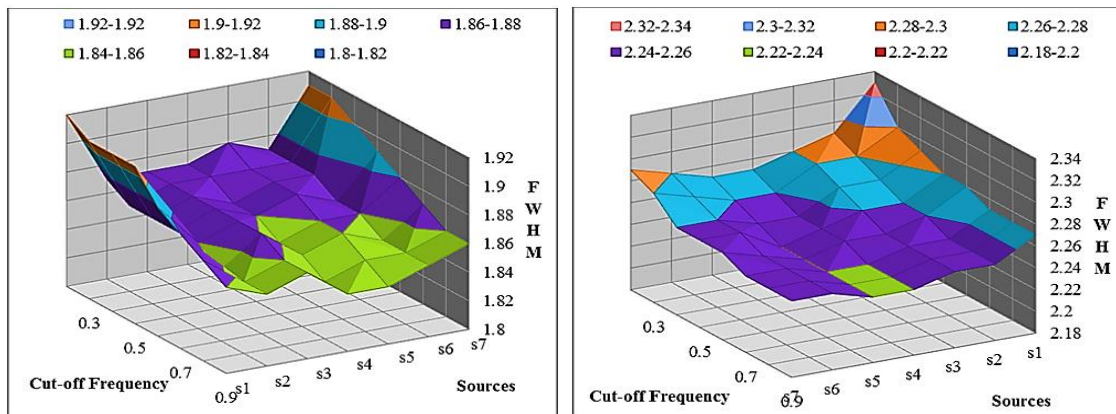 1.92-1.92 1.9-1.92 1.88-1.9 1.86-1.88
1.84-1.86 1.82-1.84 1.8-1.82
1.92
1.9
1.88
1.86
1.84
1.82
1.8
F
W
H
M
0.3
0.5
0.7
0.9
s1 s2 s3 s4 s5 s6 s7
Cut-off Frequency
Sources
2.32-2.34 2.3-2.32 2.28-2.3 2.26-2.28
2.24-2.26 2.22-2.24 2.2-2.22 2.18-2.2
2.34
2.32
2.3
2.28
2.26
2.24
2.22
2.2
2.18
F
W
H
M
0.3
0.5
0.7
0.9
s7 s6 s5 s4 s3 s2 s1
Cut-off Frequency
Sources